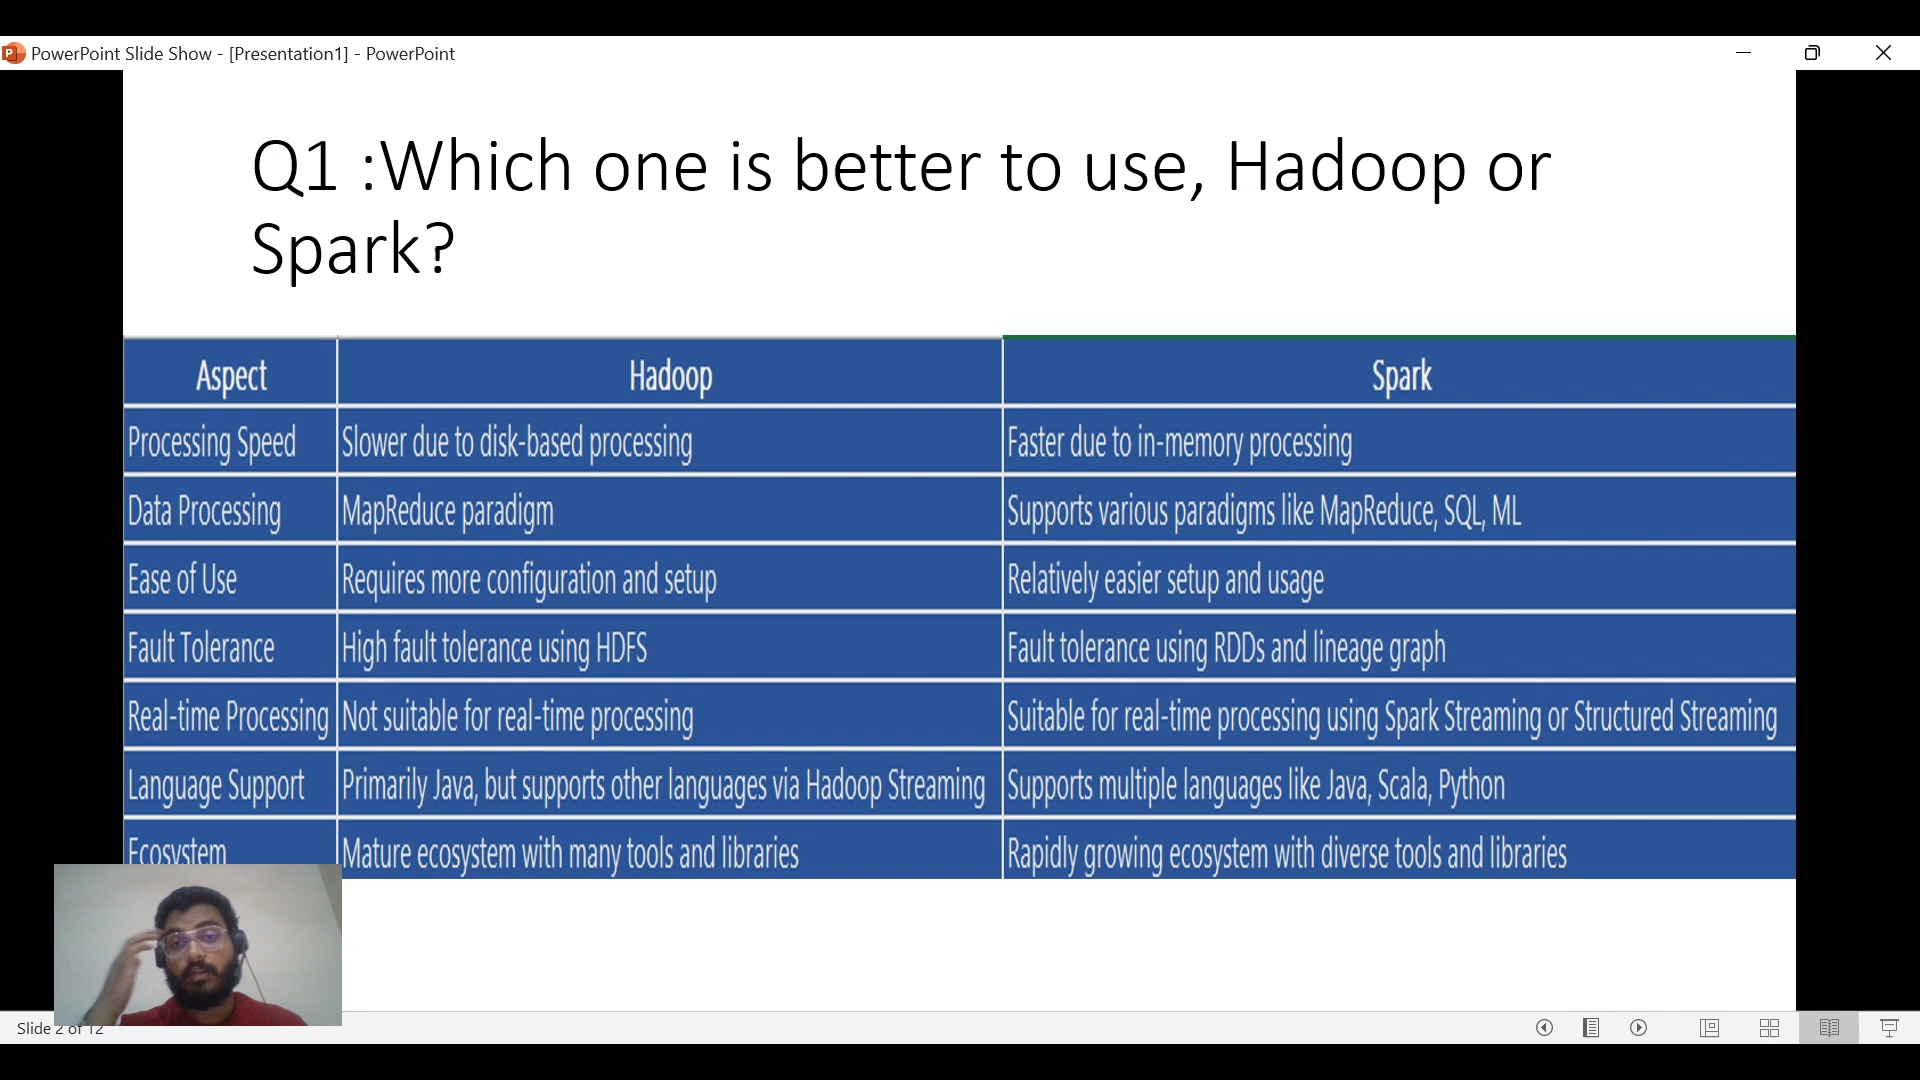 PowerPoint Slide Show - [Presentation1] - PowerPoint
Q1 :Which one is better to use, Hadoop or
Spark?
Aspect Hadoop Spark
Processing Speed Slower due to disk-based processing Faster due to in-memory processing
Data Processing MapReduce paradigm Supports various paradigms like MapReduce, SQL, ML
Ease of Use Requires more configuration and setup Relatively easier setup and usage
Fault Tolerance High fault tolerance using HDFS Fault tolerance using RDDs and lineage graph
Real-time Processing Not suitable for real-time processing Suitable for real-time processing using Spark Streaming or Structured Streaming
Language Support Primarily Java, but supports other languages via Hadoop Streaming Supports multiple languages like Java, Scala, Python
Ecosystem Mature ecosystem with many tools and libraries Rapidly growing ecosystem with diverse tools and libraries
Slide 2 of 12